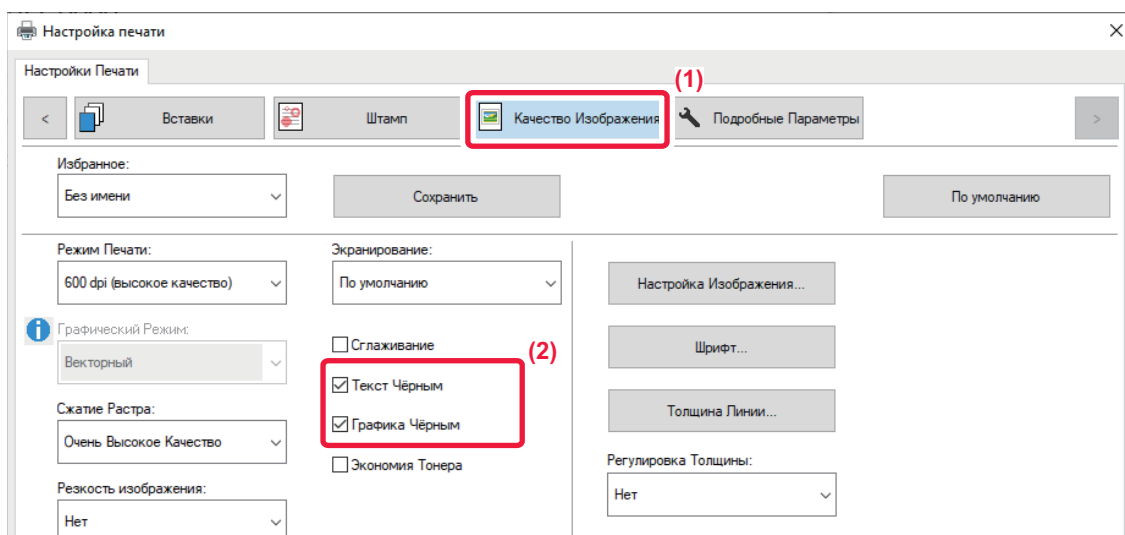 Настройка печати
Настройки Печати
(1)
< Вставки Штамп Качество Изображения Подробные Параметры >
Избранное:
Без имени Сохранить По умолчанию
Режим Печати: Экранирование:
600 dpi (высокое качество) По умолчанию Настройка Изображения...
Графический Режим:
Векторный Сглаживание (2) Шрифт...
Текст Чёрным
Сжатие Растра: Графика Чёрным Толщина Линии...
Очень Высокое Качество
Экономия Тонера Регулировка Толщины:
Резкость изображения:
Нет Нет